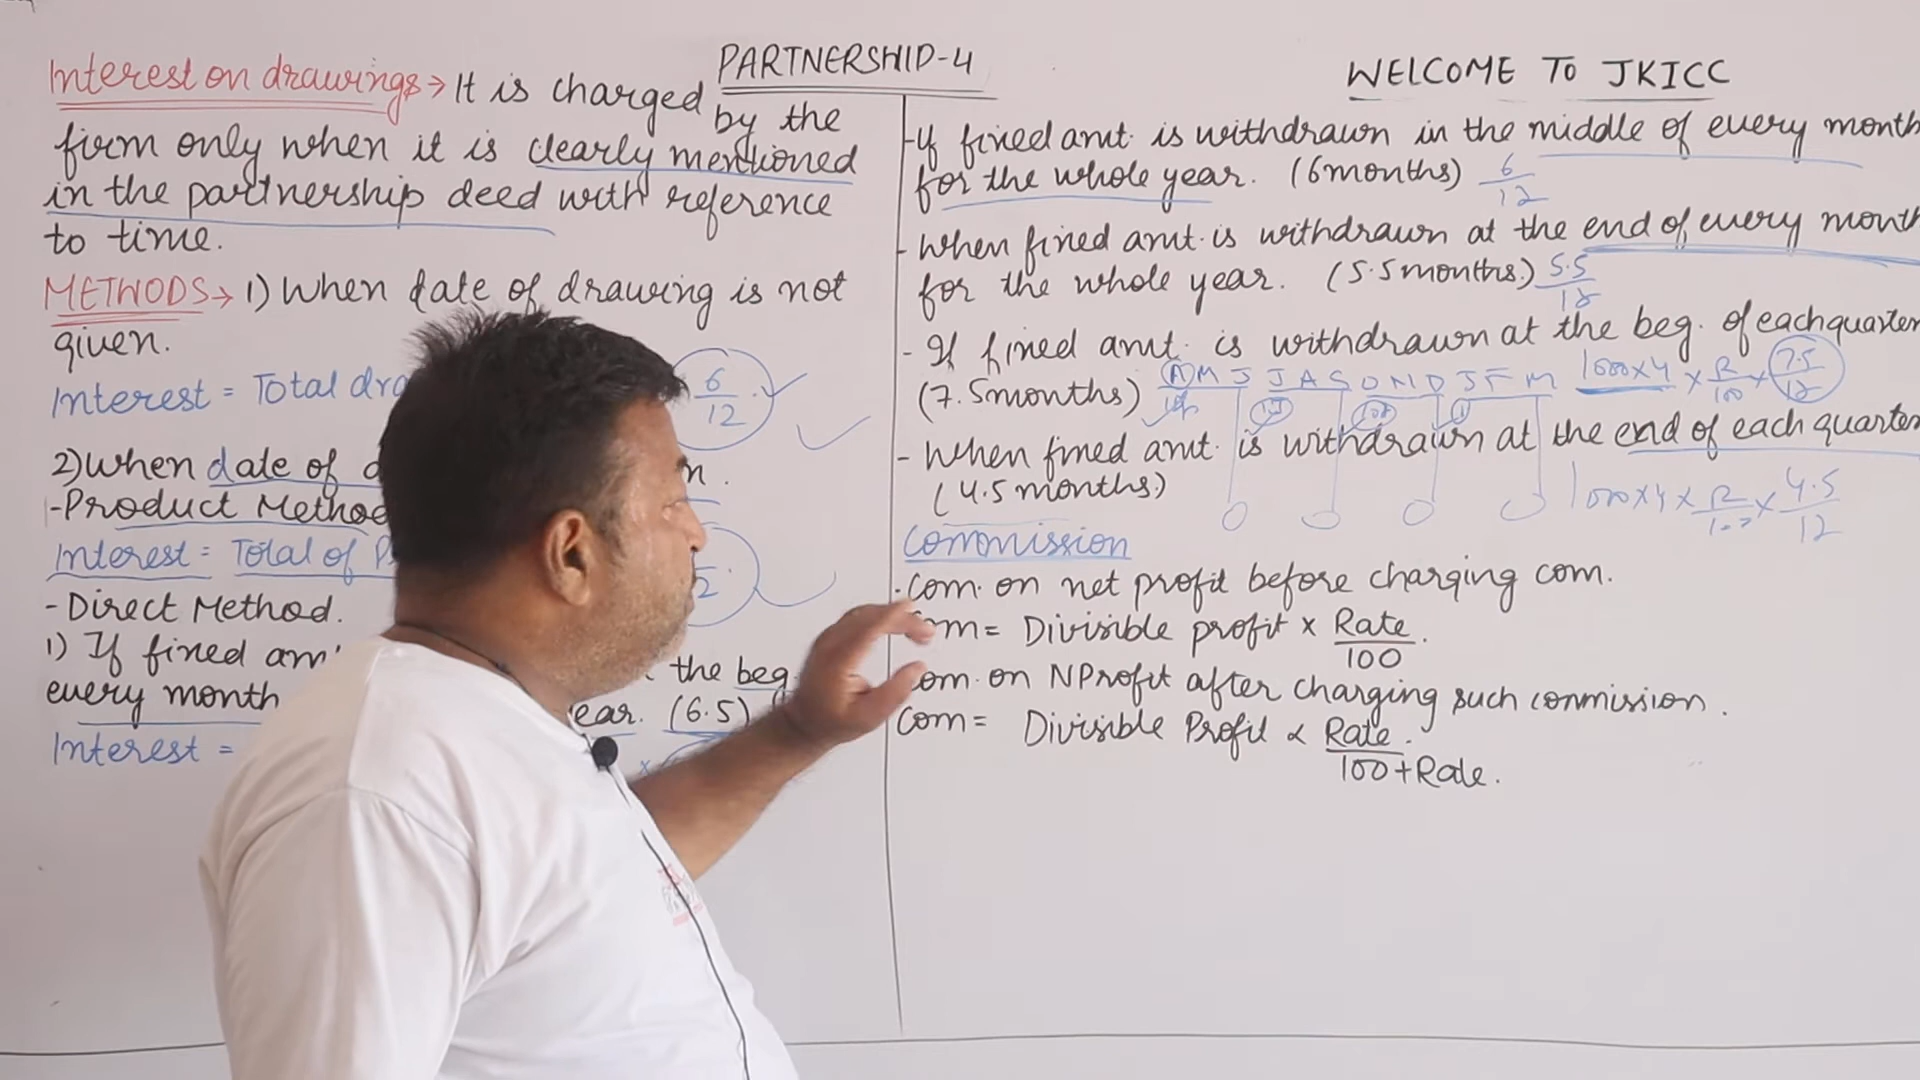 PARTNERSHIP-4
WELCOME TO JKICC
Interest on drawings → It is charged by the
firm only when it is clearly mentioned
in the partnership deed with reference
to time.
METHODS → 1) When date of drawing is not
given.
Interest = Total 6/12
2) When date of
- Product Method
Interest = Total of
- Direct Method.
1) If fixed the beg.
every month (6.5)
Interest =
- If fixed amt. is withdrawn in the middle of every month
for the whole year. (6 months) 6/12
- When fixed amt. is withdrawn at the end of every month
for the whole year. (5.5 months.) 5.5/12
- If fixed amt. is withdrawn at the beg. of each quarter
(7.5 months) A M J J A S O N D J F M 1000×4 × R/100 × 7.5/12
- When fixed amt. is withdrawn at the end of each quarter
(4.5 months.) 1000×4 × R/100 × 4.5/12
Commission
- Com. on net profit before charging com.
Com = Divisible profit × Rate/100.
Com. on NProfit after charging such commission.
Com = Divisible Profit × Rate/100+Rate.